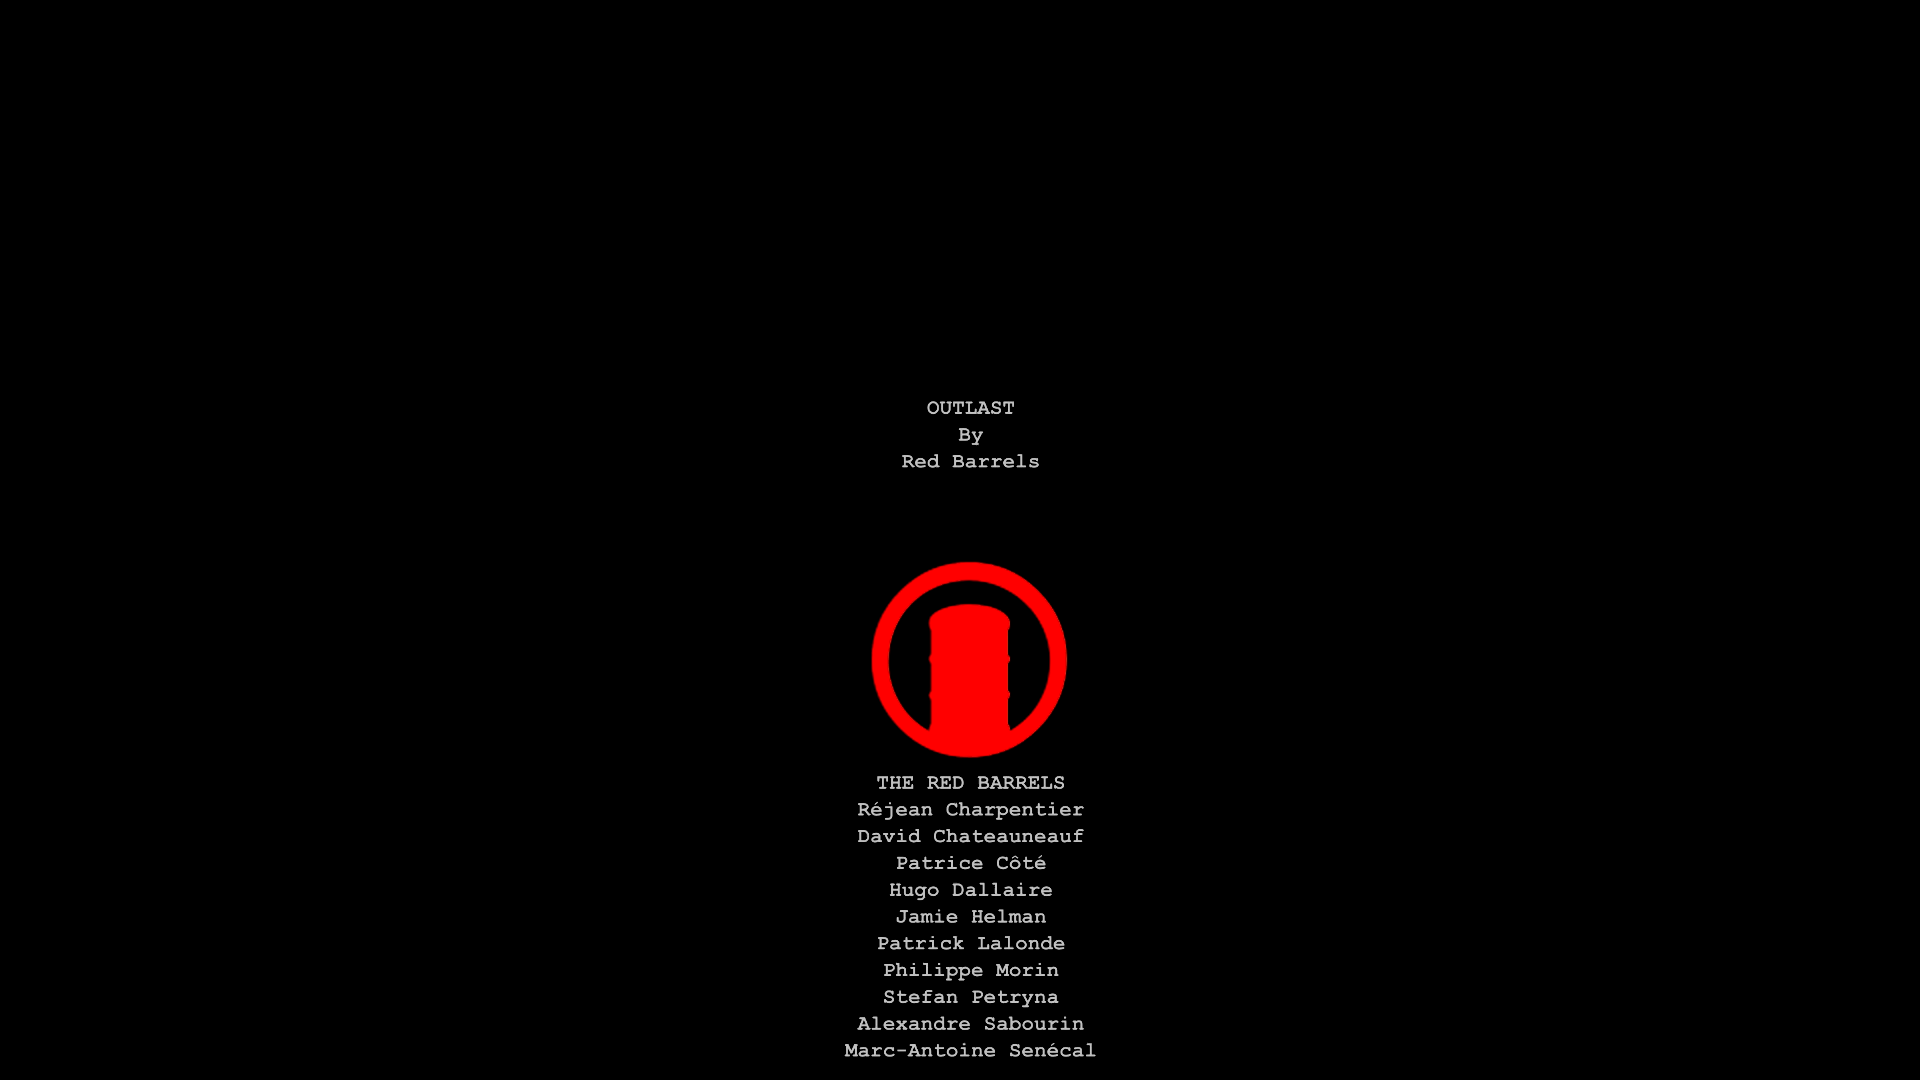 OUTLAST
By
Red Barrels
THE RED BARRELS
Réjean Charpentier
David Chateauneauf
Patrice Côté
Hugo Dallaire
Jamie Helman
Patrick Lalonde
Philippe Morin
Stefan Petryna
Alexandre Sabourin
Marc-Antoine Senécal